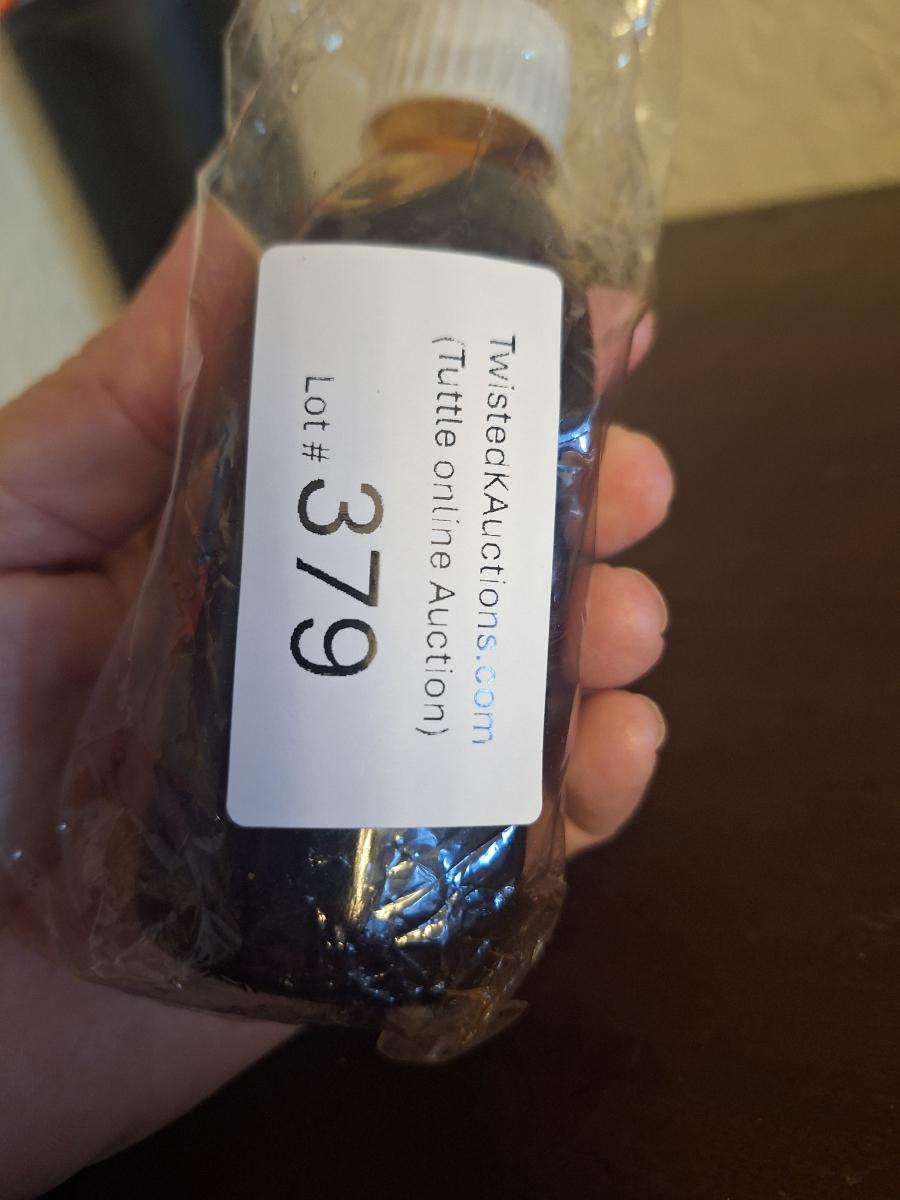 TwistedKAuctions.com
(Tuttle online Auction)
Lot # 379